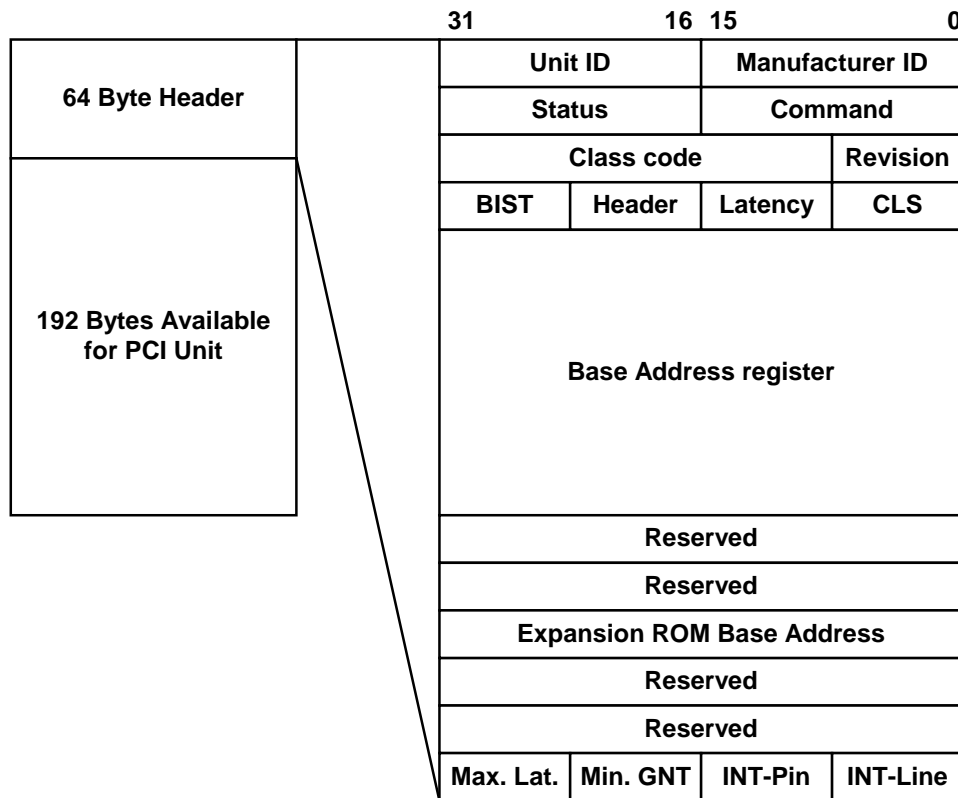 31 16 15 0
64 Byte Header
192 Bytes Available
for PCI Unit
Unit ID Manufacturer ID
Status Command
Class code Revision
BIST Header Latency CLS
Base Address register
Reserved
Reserved
Expansion ROM Base Address
Reserved
Reserved
Max. Lat. Min. GNT INT-Pin INT-Line